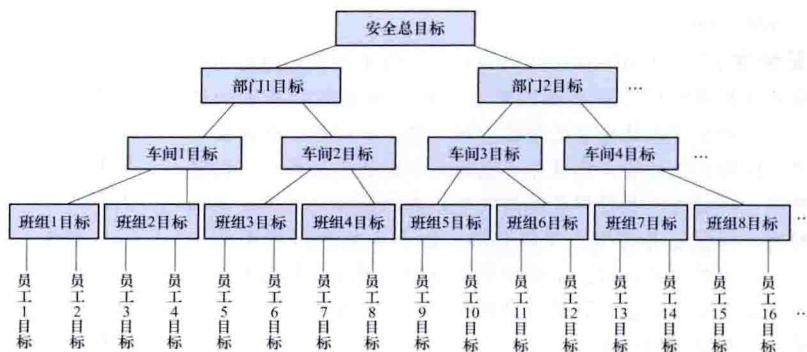 安全总目标
部门1目标
部门2目标
…
车间1目标
车间2目标
车间3目标
车间4目标
…
班组1目标
班组2目标
班组3目标
班组4目标
班组5目标
班组6目标
班组7目标
班组8目标
…
员工1目标
员工2目标
员工3目标
员工4目标
员工5目标
员工6目标
员工7目标
员工8目标
员工9目标
员工10目标
员工11目标
员工12目标
员工13目标
员工14目标
员工15目标
员工16目标
…